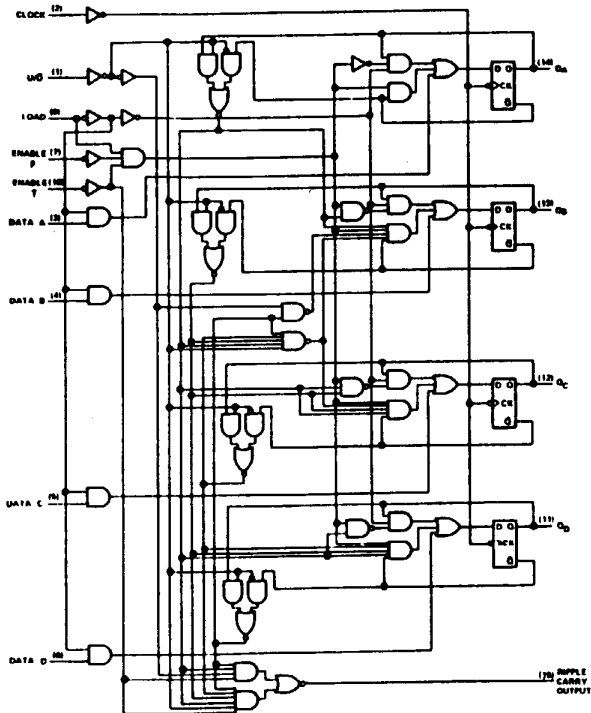 CLOCK (2)
U/D (1)
LOAD (9)
ENABLE P (7)
ENABLE T (10)
DATA A (3)
DATA B (4)
DATA C (5)
DATA D (6)
D Q
CK
Q
(14) QA
D Q
CK
Q
(13) QB
D Q
CK
Q
(12) QC
D Q
CK
Q
(11) QD
RIPPLE
CARRY
OUTPUT